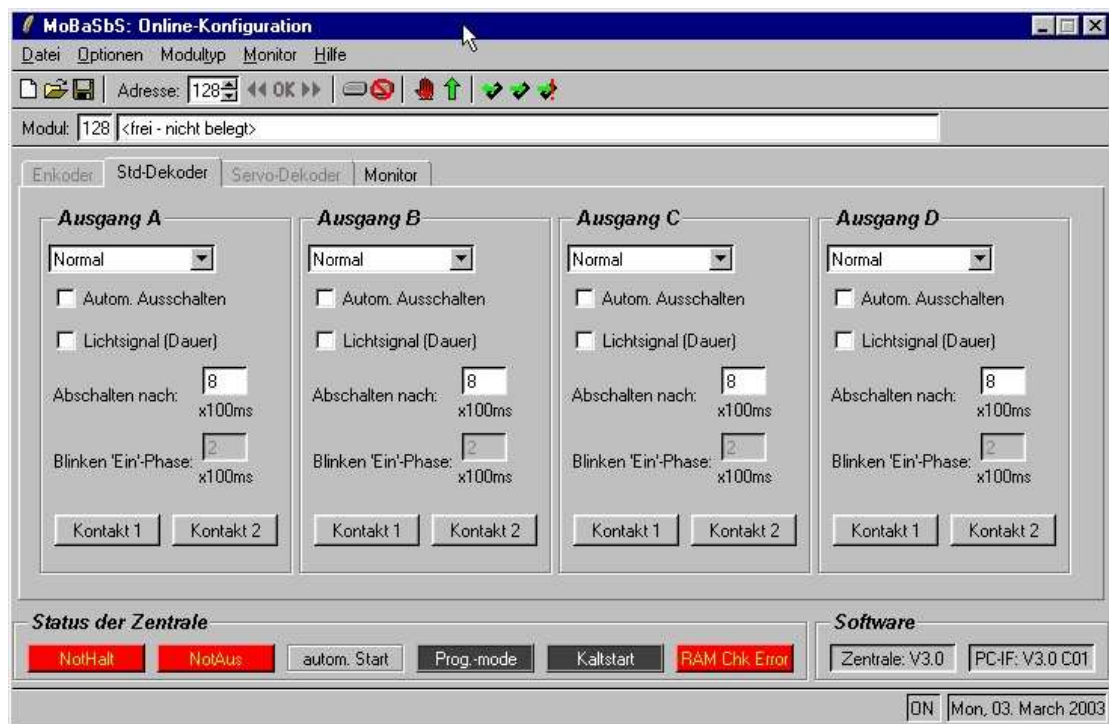 MoBaSbS: Online-Konfiguration
Datei Optionen Modultyp Monitor Hilfe
Adresse: 128 OK
Modul: 128 <frei - nicht belegt>
Enkoder Std-Dekoder Servo-Dekoder Monitor
Ausgang A Ausgang B Ausgang C Ausgang D
Normal Normal Normal Normal
Autom. Ausschalten Autom. Ausschalten Autom. Ausschalten Autom. Ausschalten
Lichtsignal (Dauer) Lichtsignal (Dauer) Lichtsignal (Dauer) Lichtsignal (Dauer)
Abschalten nach: 8 Abschalten nach: 8 Abschalten nach: 8 Abschalten nach: 8
x100ms x100ms x100ms x100ms
Blinken 'Ein'-Phase: 2 Blinken 'Ein'-Phase: 2 Blinken 'Ein'-Phase: 2 Blinken 'Ein'-Phase: 2
x100ms x100ms x100ms x100ms
Kontakt 1 Kontakt 2 Kontakt 1 Kontakt 2 Kontakt 1 Kontakt 2 Kontakt 1 Kontakt 2
Status der Zentrale Software
NotHalt NotAus autom. Start Prog.-mode Kaltstart RAM Chk Error Zentrale: V3.0 PC-IF: V3.0 C01
ON Mon, 03. March 2003